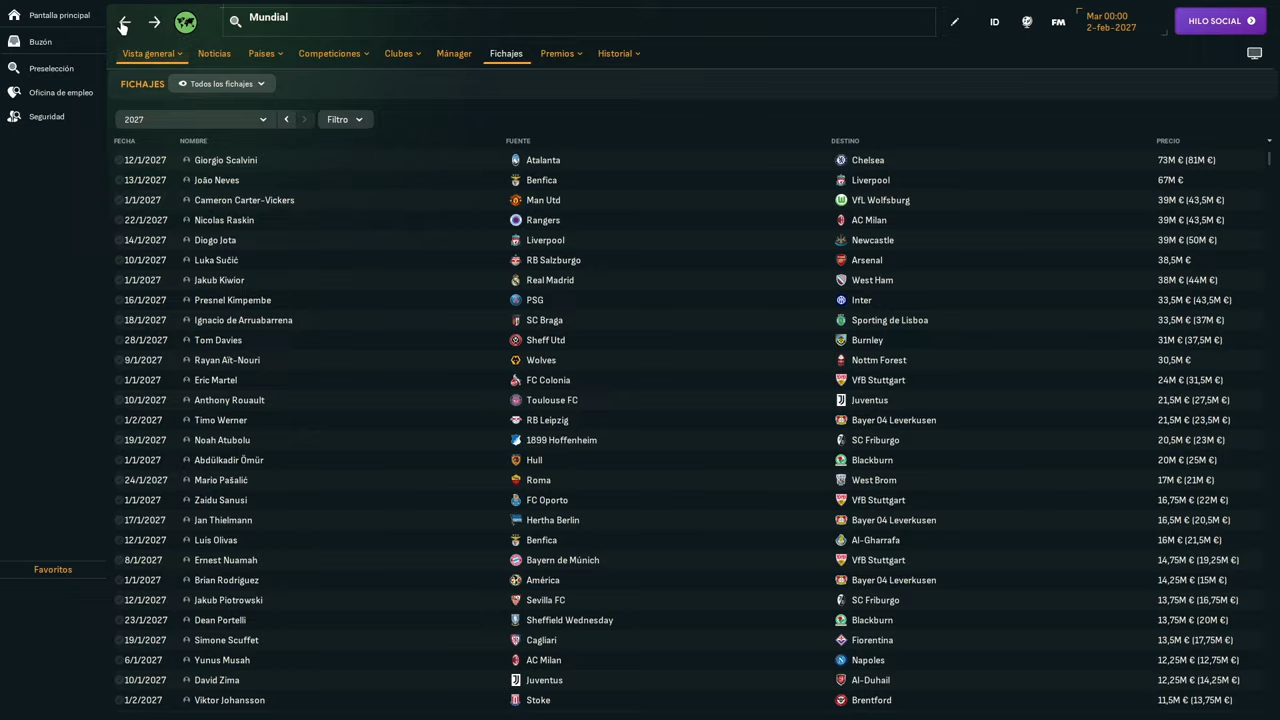 Pantalla principal
Buzón
Preselección
Oficina de empleo
Seguridad
Favoritos
Mundial
ID
FM
Mar 00:00
2-feb-2027
HILO SOCIAL
Vista general Noticias Países Competiciones Clubes Mánager Fichajes Premios Historial
FICHAJES Todos los fichajes
2027 Filtro
FECHA NOMBRE FUENTE DESTINO PRECIO
12/1/2027 Giorgio Scalvini Atalanta Chelsea 73M € (81M €)
13/1/2027 João Neves Benfica Liverpool 67M €
1/1/2027 Cameron Carter-Vickers Man Utd VfL Wolfsburg 39M € (43,5M €)
22/1/2027 Nicolas Raskin Rangers AC Milan 39M € (43,5M €)
14/1/2027 Diogo Jota Liverpool Newcastle 39M € (50M €)
10/1/2027 Luka Sučić RB Salzburgo Arsenal 38,5M €
1/1/2027 Jakub Kiwior Real Madrid West Ham 38M € (44M €)
16/1/2027 Presnel Kimpembe PSG Inter 33,5M € (43,5M €)
18/1/2027 Ignacio de Arruabarrena SC Braga Sporting de Lisboa 33,5M € (37M €)
28/1/2027 Tom Davies Sheff Utd Burnley 31M € (37,5M €)
9/1/2027 Rayan Aït-Nouri Wolves Nottm Forest 30,5M €
1/1/2027 Eric Martel FC Colonia VfB Stuttgart 24M € (31,5M €)
10/1/2027 Anthony Rouault Toulouse FC Juventus 21,5M € (27,5M €)
1/2/2027 Timo Werner RB Leipzig Bayer 04 Leverkusen 21,5M € (23,5M €)
19/1/2027 Noah Atubolu 1899 Hoffenheim SC Friburgo 20,5M € (23M €)
1/1/2027 Abdülkadir Ömür Hull Blackburn 20M € (25M €)
24/1/2027 Mario Pašalić Roma West Brom 17M € (21M €)
1/1/2027 Zaidu Sanusi FC Oporto VfB Stuttgart 16,75M € (22M €)
17/1/2027 Jan Thielmann Hertha Berlin Bayer 04 Leverkusen 16,5M € (20,5M €)
12/1/2027 Luis Olivas Benfica Al-Gharrafa 16M € (21,5M €)
8/1/2027 Ernest Nuamah Bayern de Múnich VfB Stuttgart 14,75M € (19,25M €)
1/1/2027 Brian Rodríguez América Bayer 04 Leverkusen 14,25M € (15M €)
12/1/2027 Jakub Piotrowski Sevilla FC SC Friburgo 13,75M € (16,75M €)
23/1/2027 Dean Portelli Sheffield Wednesday Blackburn 13,75M € (20M €)
19/1/2027 Simone Scuffet Cagliari Fiorentina 13,5M € (17,75M €)
6/1/2027 Yunus Musah AC Milan Napoles 12,25M € (12,75M €)
10/1/2027 David Zima Juventus Al-Duhail 12,25M € (14,25M €)
1/2/2027 Viktor Johansson Stoke Brentford 11,5M € (13,75M €)